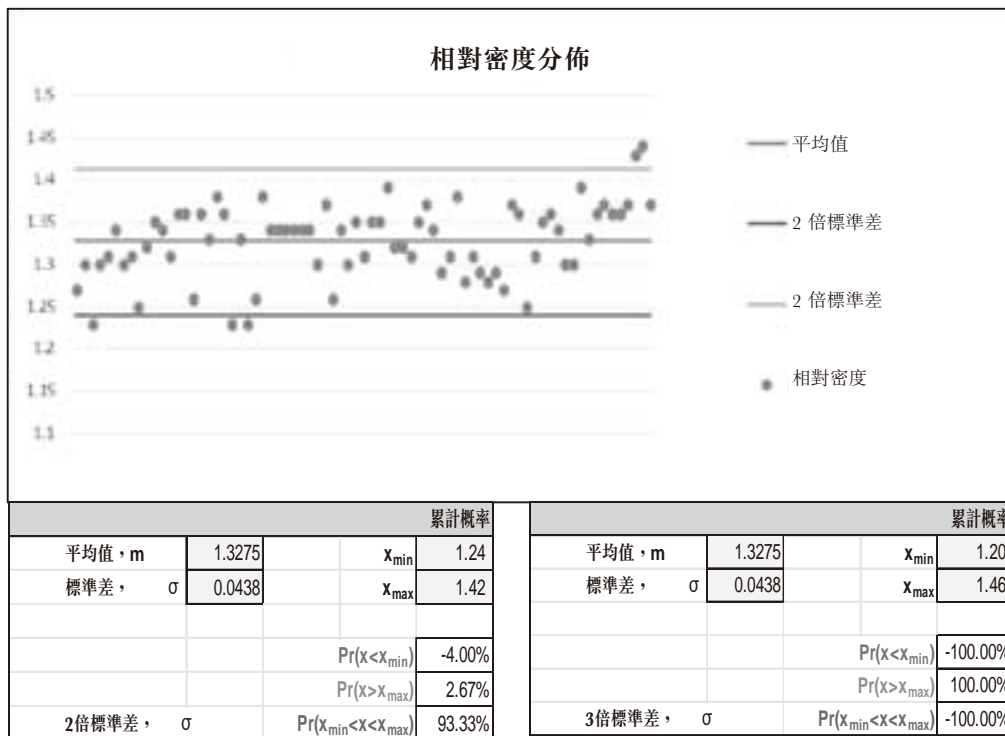 相對密度分佈
1.5
1.45
1.4
1.35
1.3
1.25
1.2
1.15
1.1
平均值
2 倍標準差
2 倍標準差
相對密度
累計概率
平均值，m 1.3275 xmin 1.24
標準差， σ 0.0438 xmax 1.42
Pr(x<xmin) -4.00%
Pr(x>xmax) 2.67%
2倍標準差， σ Pr(xmin<x<xmax) 93.33%
累計概率
平均值，m 1.3275 xmin 1.20
標準差， σ 0.0438 xmax 1.46
Pr(x<xmin) -100.00%
Pr(x>xmax) 100.00%
3倍標準差， σ Pr(xmin<x<xmax) -100.00%